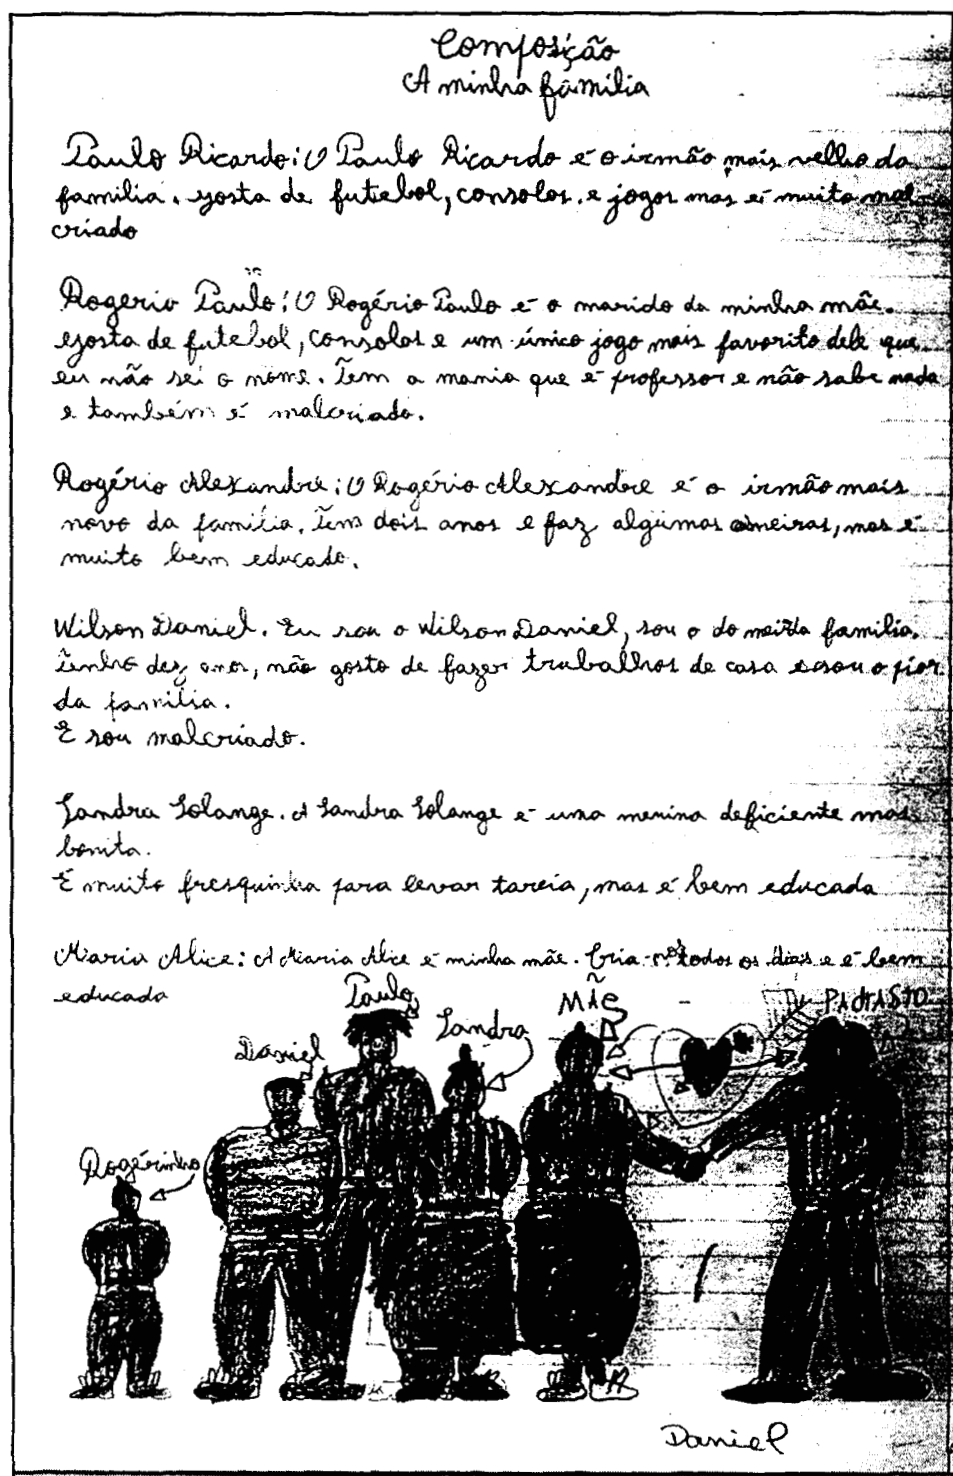 Composição
A minha família
Paulo Ricardo: O Paulo Ricardo é o irmão mais velho da
familia. gosta de futebol, consolas. e jogos mas é muito mal-
criado
Rogerio Paulo: O Rogério Paulo é o marido da minha mãe.
gosta de futebol, consolas e um único jogo mais favorito dele que
eu não sei o nome. Tem a mania que é professor e não sabe nada
e também é malcriado.
Rogério Alexandre: O Rogério Alexandre é o irmão mais
novo da família. Tem dois anos e faz algumas asneiras, mas é
muito bem educado.
Wilson Daniel. Eu sou o Wilson Daniel, sou o do meio da familia.
Tenho dez anos, não gosto de fazer trabalhos de casa e sou o pior
da familia.
E sou malcriado.
Sandra Solange. A Sandra Solange é uma menina deficiente mas
bonita.
É muito fresquinha para levar tareia, mas é bem educada
Maria Alice: A Maria Alice é minha mãe. Cria-nos todos os dias e é bem
educada
Paulo
Sandra
MÃE
PADRASTO
Daniel
Rogérinho
Daniel